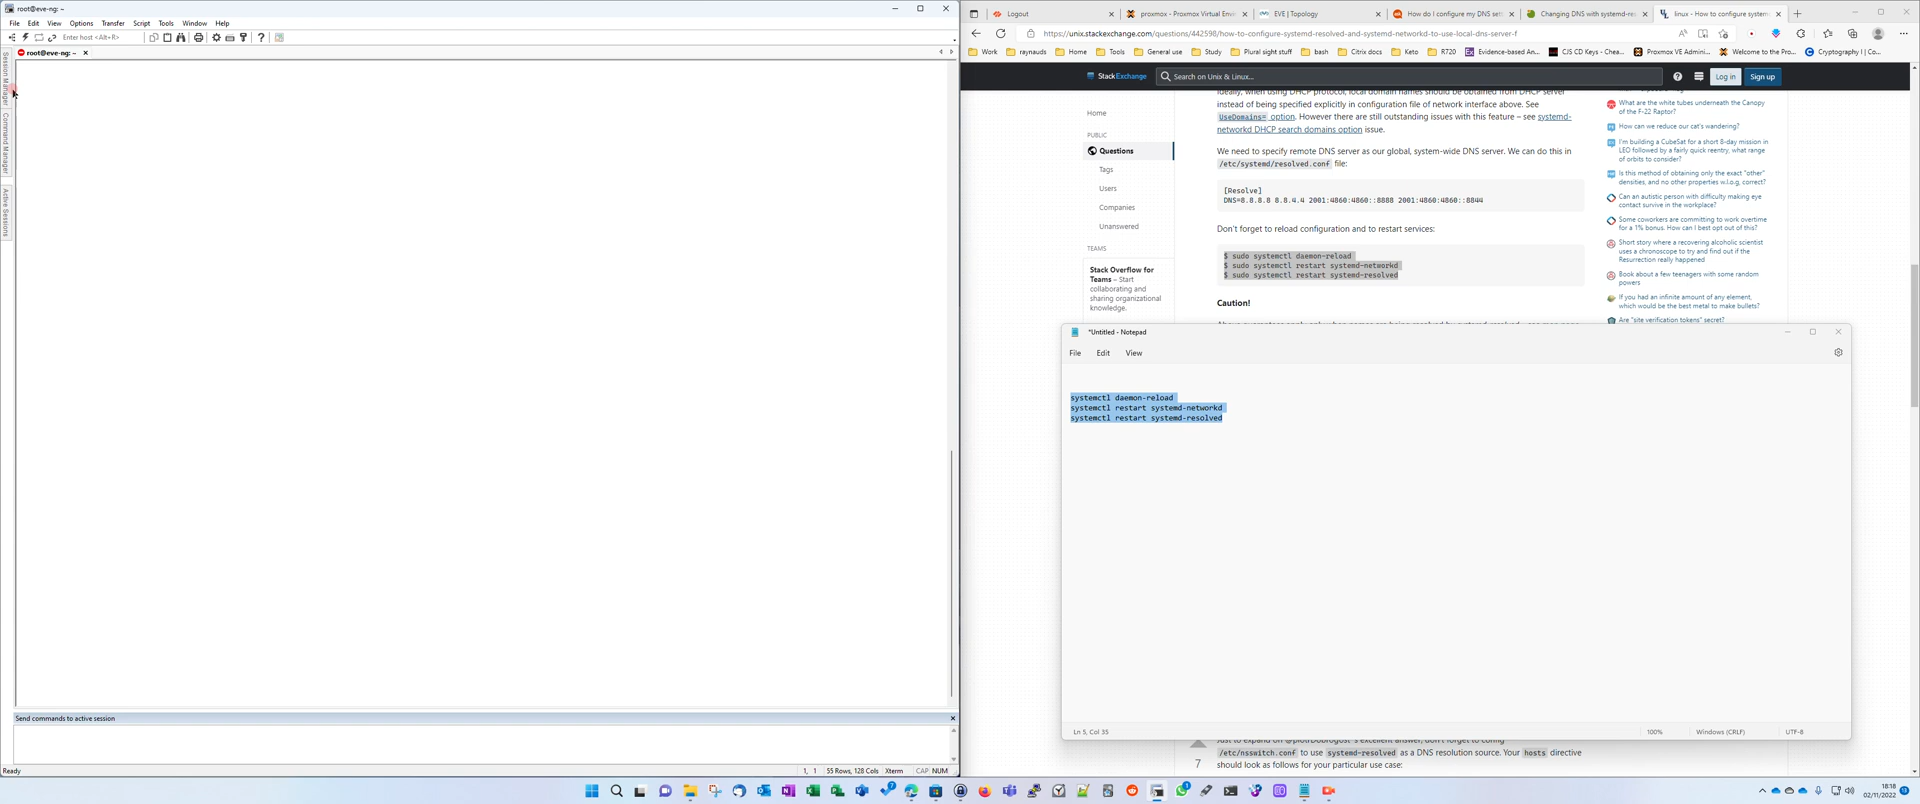 root@eve-ng: ~
File Edit View Options Transfer Script Tools Window Help
Enter host <Alt+R>
root@eve-ng: ~
Session Manager
Command Manager
Active Sessions
Send commands to active session
Ready
1, 1 55 Rows, 128 Cols Xterm CAP NUM
Logout
proxmox - Proxmox Virtual Env
EVE | Topology
How do I configure my DNS set
Changing DNS with systemd-re
linux - How to configure system
https://unix.stackexchange.com/questions/442598/how-to-configure-systemd-resolved-and-systemd-networkd-to-use-local-dns-server-f
Work raynauds Home Tools General use Study Plural sight stuff bash Citrix docs Keto R720 Evidence-based An... CJS CD Keys - Chea... Proxmox VE Admini... Welcome to the Pro... Cryptography I | Co...
StackExchange Search on Unix & Linux... Log in Sign up
Home
PUBLIC
Questions
Tags
Users
Companies
Unanswered
TEAMS
Stack Overflow for
Teams – Start
collaborating and
sharing organizational
knowledge.
Ideally, when using DHCP protocol, local domain names should be obtained from DHCP server
instead of being specified explicitly in configuration file of network interface above. See
UseDomains= option. However there are still outstanding issues with this feature – see systemd-
networkd DHCP search domains option issue.
We need to specify remote DNS server as our global, system-wide DNS server. We can do this in
/etc/systemd/resolved.conf file:
[Resolve]
DNS=8.8.8.8 8.8.4.4 2001:4860:4860::8888 2001:4860:4860::8844
Don't forget to reload configuration and to restart services:
$ sudo systemctl daemon-reload
$ sudo systemctl restart systemd-networkd
$ sudo systemctl restart systemd-resolved
Caution!
What are the white tubes underneath the Canopy
of the F-22 Raptor?
How can we reduce our cat's wandering?
I'm building a CubeSat for a short 8-day mission in
LEO followed by a fairly quick reentry, what range
of orbits to consider?
Is this method of obtaining only the exact "other"
densities, and no other properties w.l.o.g, correct?
Can an autistic person with difficulty making eye
contact survive in the workplace?
Some coworkers are committing to work overtime
for a 1% bonus. How can I best opt out of this?
Short story where a recovering alcoholic scientist
uses a chronoscope to try and find out if the
Resurrection really happened
Book about a few teenagers with some random
powers
If you had an infinite amount of any element,
which would be the best metal to make bullets?
Are "site verification tokens" secret?
*Untitled - Notepad
File Edit View
systemctl daemon-reload
systemctl restart systemd-networkd
systemctl restart systemd-resolved
Ln 5, Col 35 100% Windows (CRLF) UTF-8
/etc/nsswitch.conf to use systemd-resolved as a DNS resolution source. Your hosts directive
7 should look as follows for your particular use case:
18:18
02/11/2022